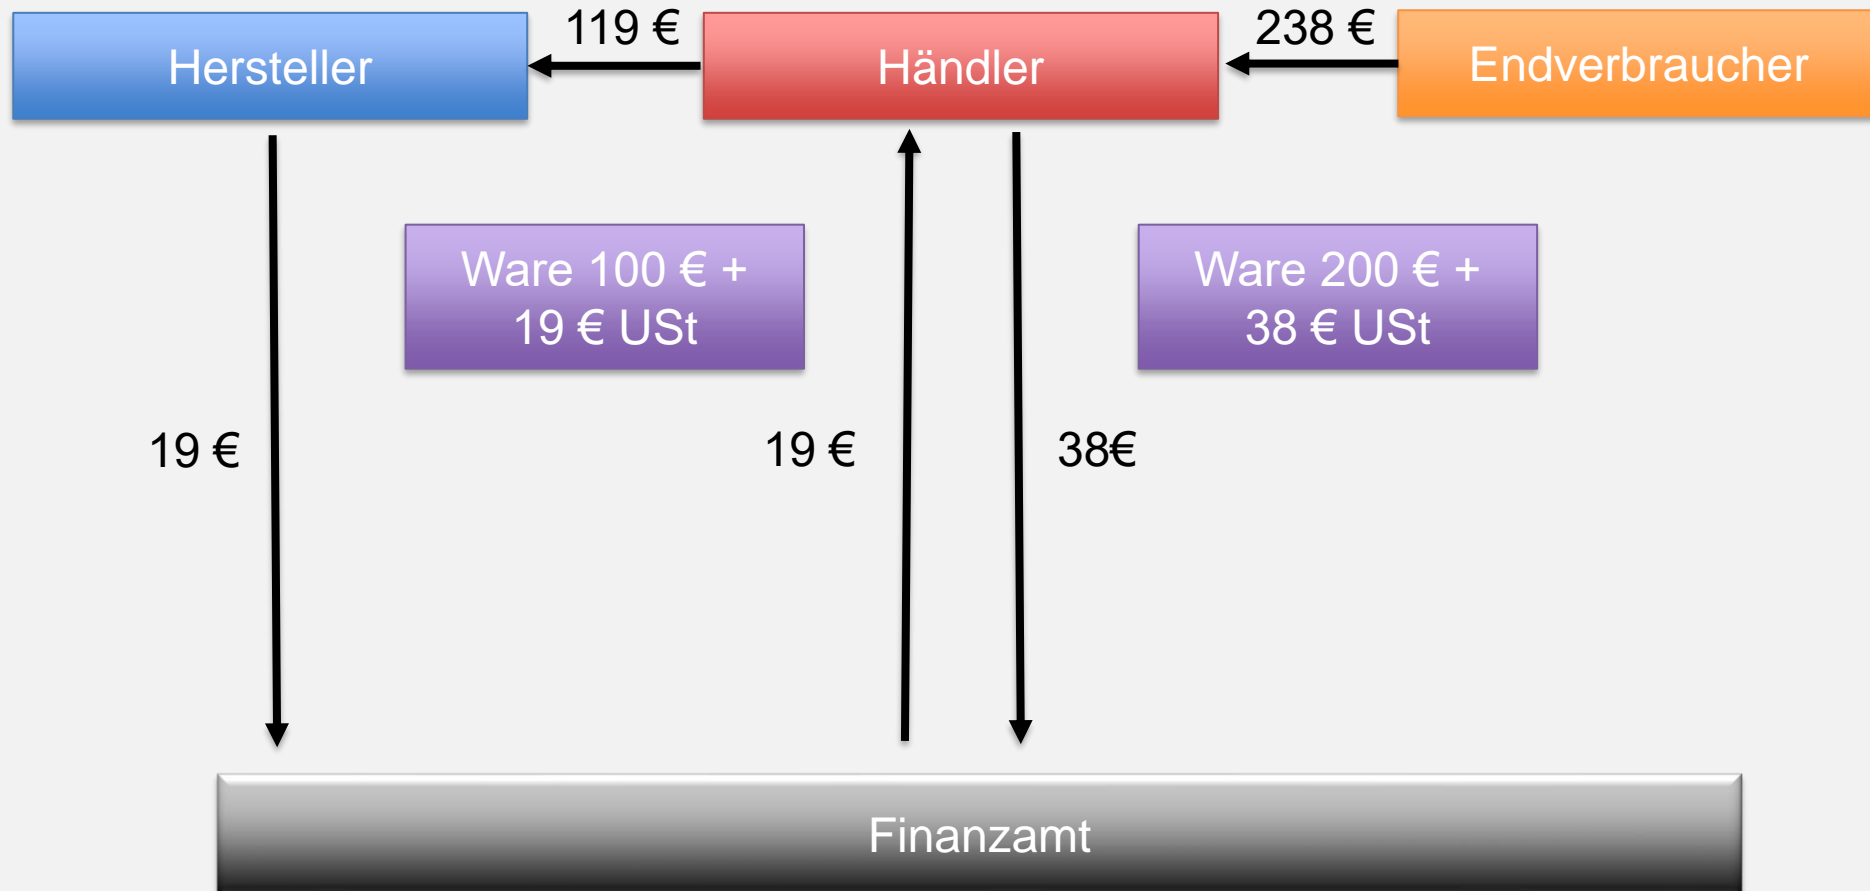 Hersteller
119 €
Händler
238 €
Endverbraucher
Ware 100 € +
19 € USt
Ware 200 € +
38 € USt
19 €
19 €
38€
Finanzamt